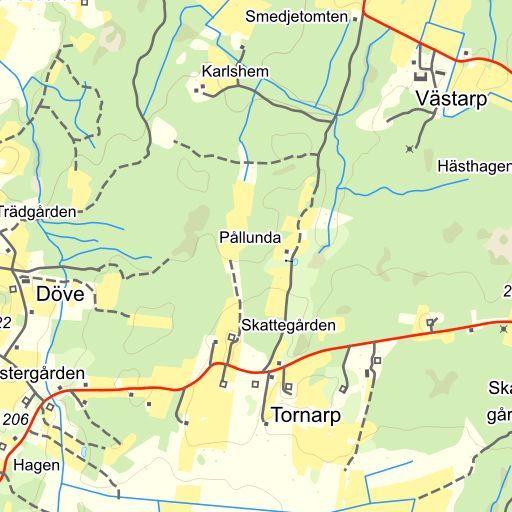 Smedjetomten
Karlshem
Västarp
Hästhagen
Trädgården
Pållunda
Döve
2
22
Skattegården
stergården
206
Tornarp
Ska
går
Hagen